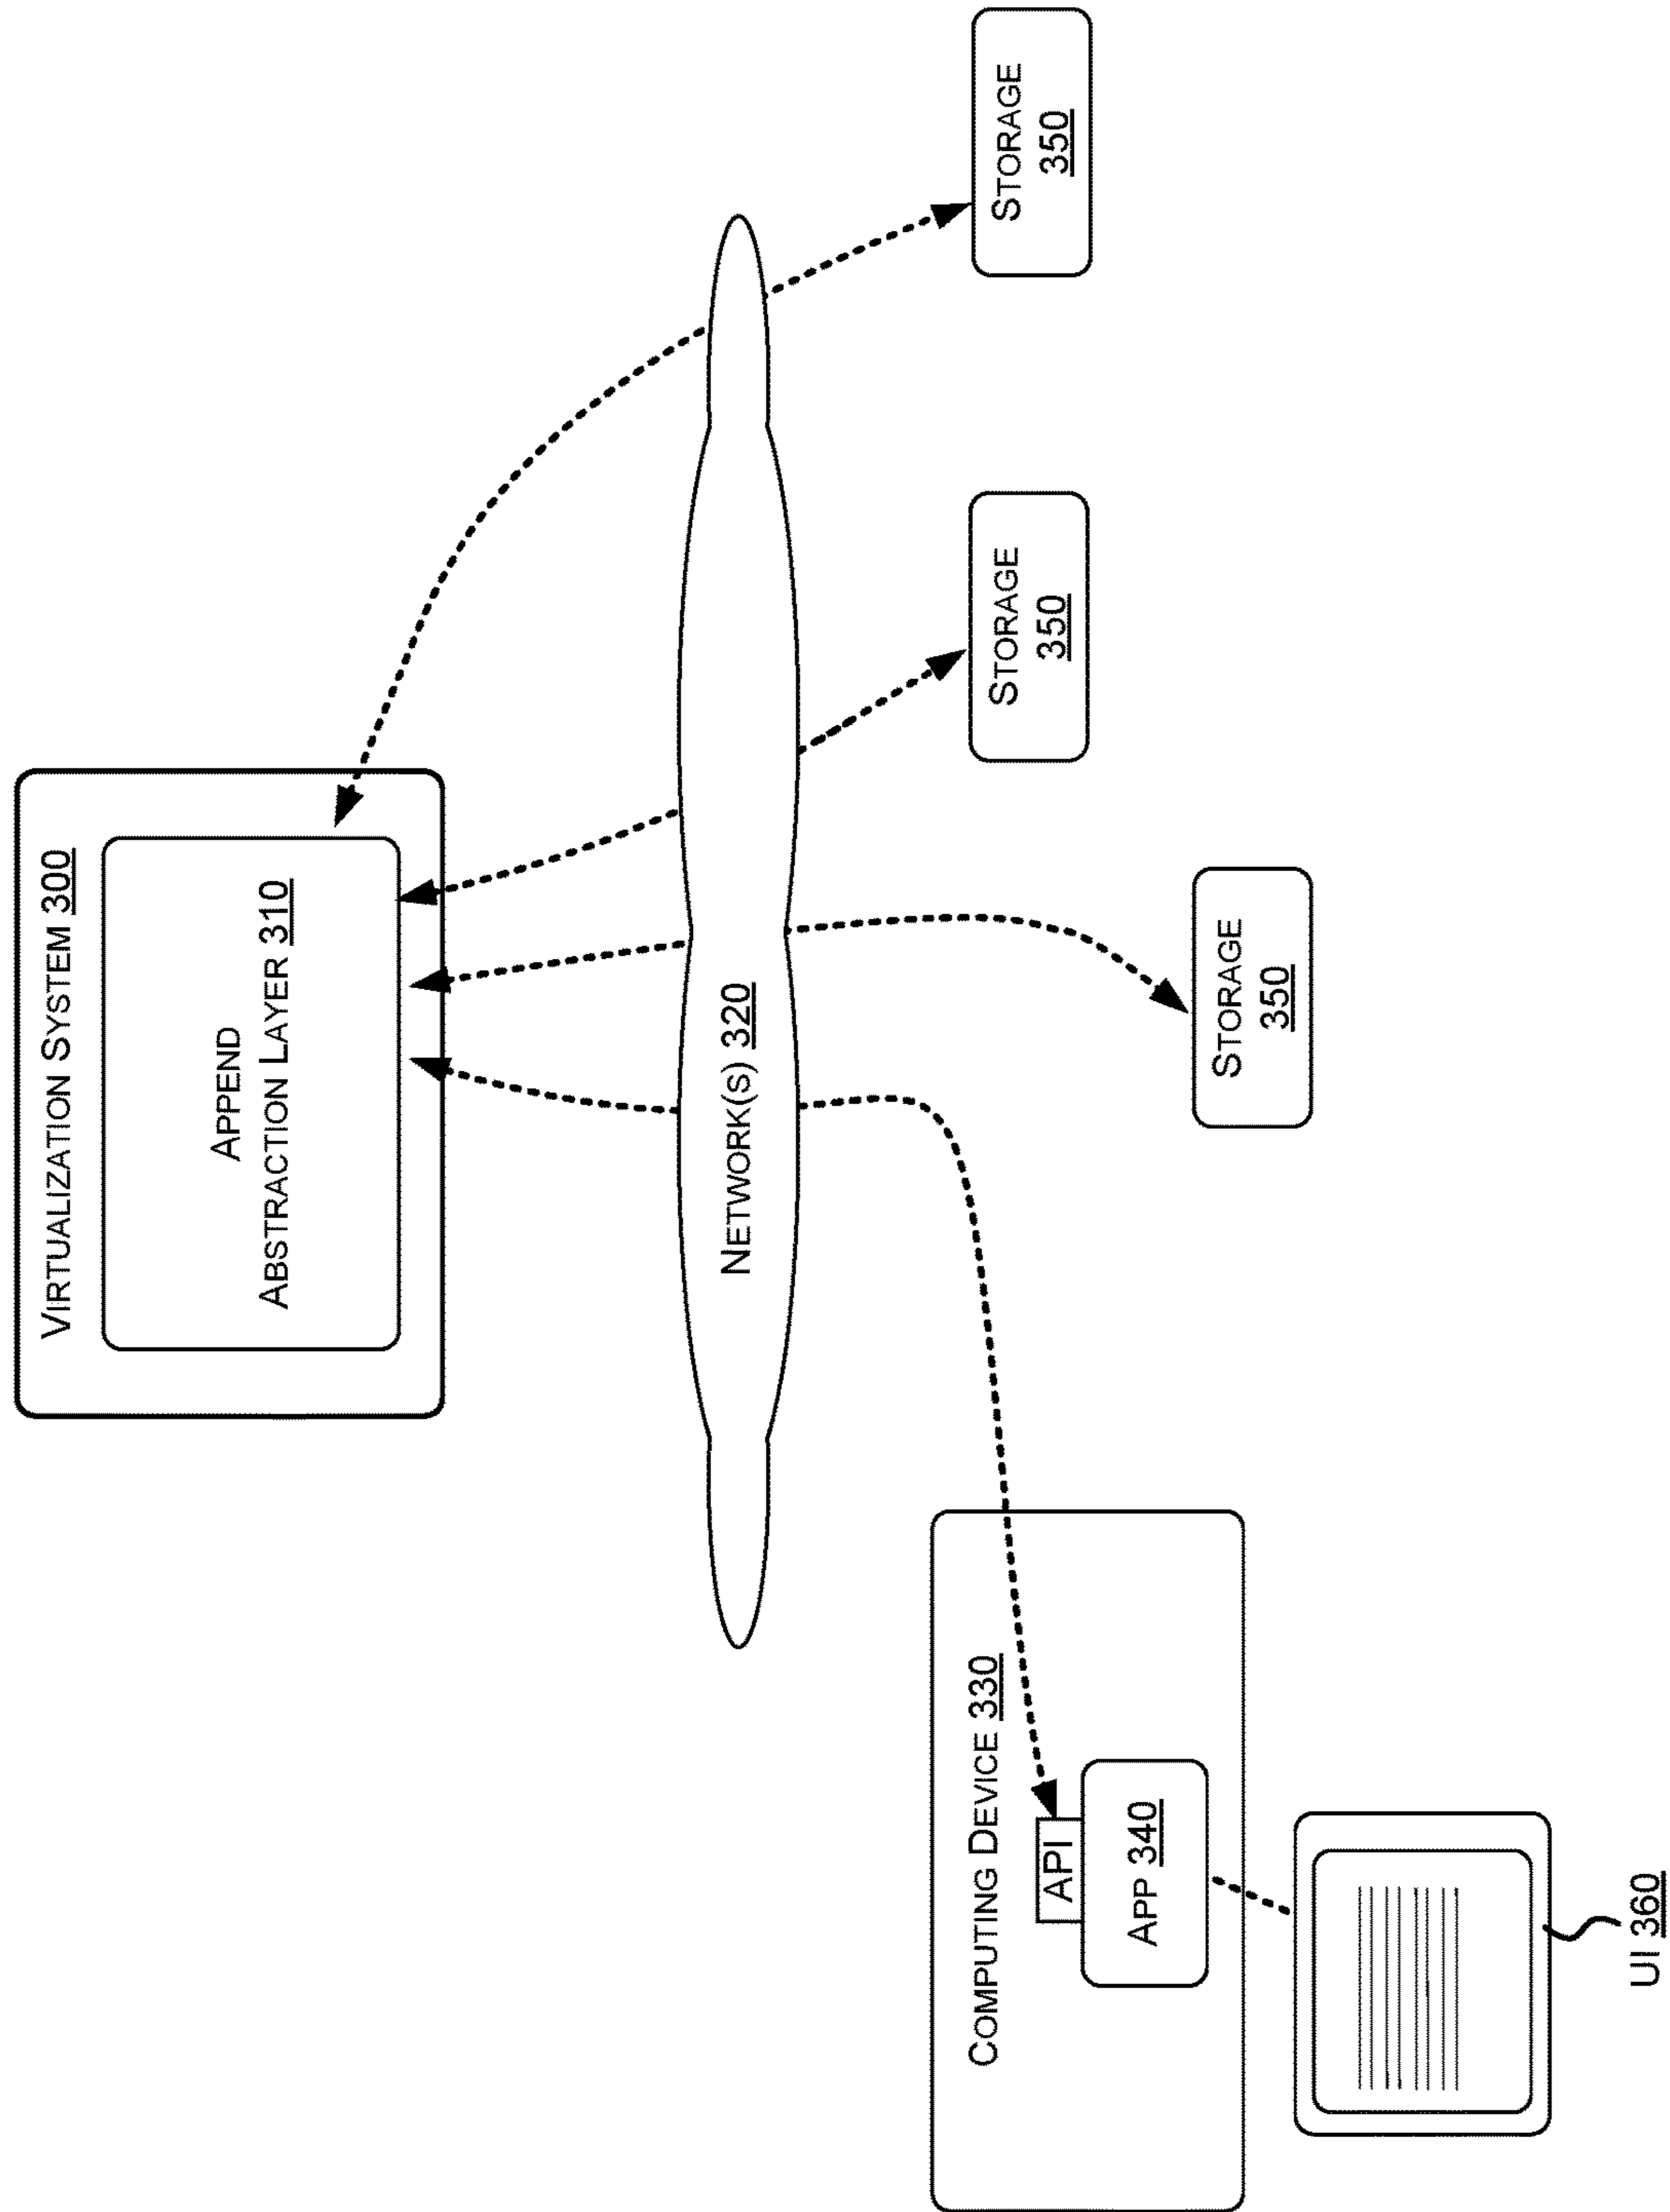 VIRTUALIZATION SYSTEM 300
APPEND
ABSTRACTION LAYER 310
NETWORK(S) 320
COMPUTING DEVICE 330
API
APP 340
UI 360
STORAGE
350
STORAGE
350
STORAGE
350